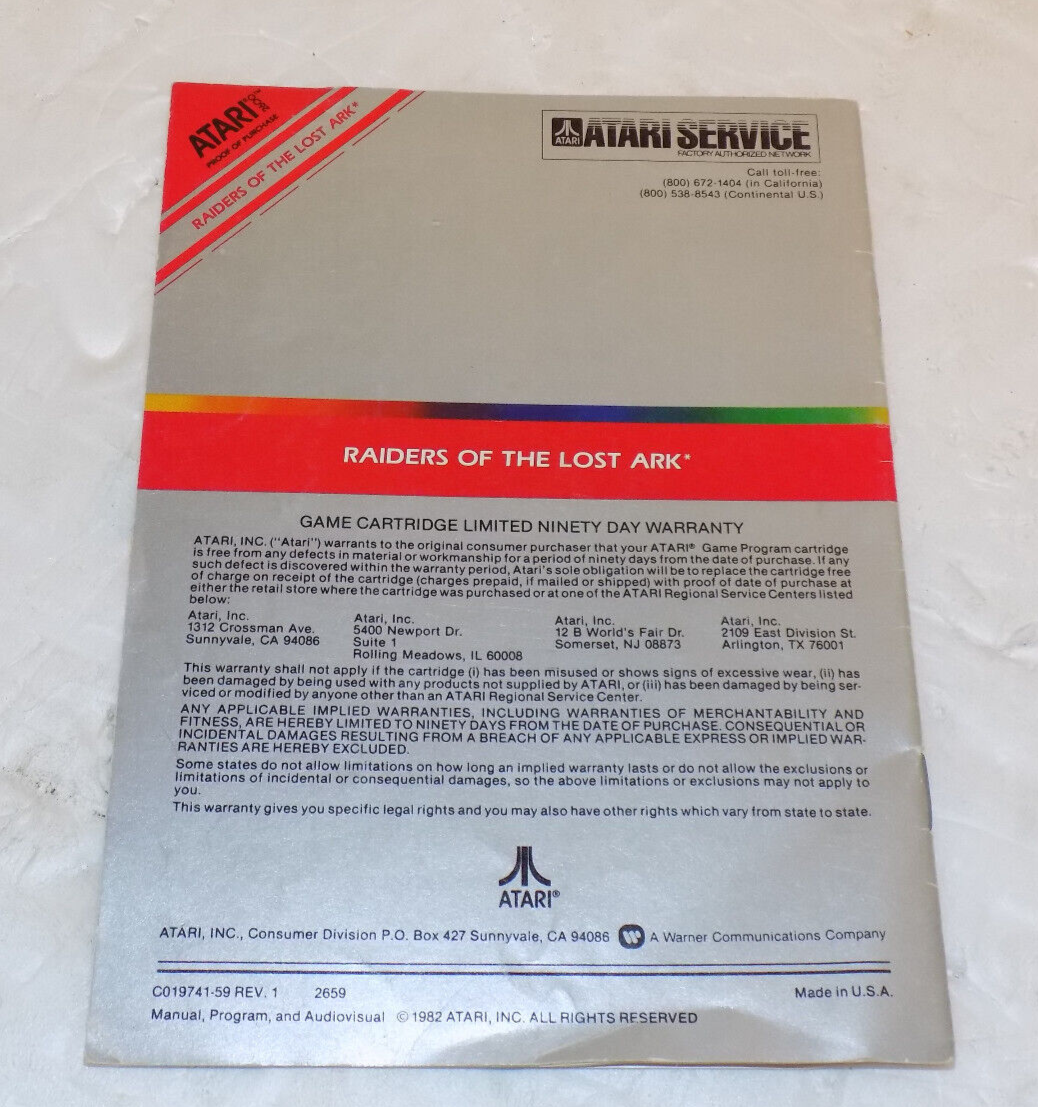 ATARI®
PROOF OF PURCHASE
RAIDERS OF THE LOST ARK*
ATARI
ATARI SERVICE
FACTORY AUTHORIZED NETWORK
Call toll-free:
(800) 672-1404 (in California)
(800) 538-8543 (Continental U.S.)
RAIDERS OF THE LOST ARK*
GAME CARTRIDGE LIMITED NINETY DAY WARRANTY
ATARI, INC. ("Atari") warrants to the original consumer purchaser that your ATARI® Game Program cartridge
is free from any defects in material or workmanship for a period of ninety days from the date of purchase. If any
such defect is discovered within the warranty period, Atari's sole obligation will be to replace the cartridge free
of charge on receipt of the cartridge (charges prepaid, if mailed or shipped) with proof of date of purchase at
either the retail store where the cartridge was purchased or at one of the ATARI Regional Service Centers listed
below:
Atari, Inc.
1312 Crossman Ave.
Sunnyvale, CA 94086
Atari, Inc.
5400 Newport Dr.
Suite 1
Rolling Meadows, IL 60008
Atari, Inc.
12 B World's Fair Dr.
Somerset, NJ 08873
Atari, Inc.
2109 East Division St.
Arlington, TX 76001
This warranty shall not apply if the cartridge (i) has been misused or shows signs of excessive wear, (ii) has
been damaged by being used with any products not supplied by ATARI, or (iii) has been damaged by being ser-
viced or modified by anyone other than an ATARI Regional Service Center.
ANY APPLICABLE IMPLIED WARRANTIES, INCLUDING WARRANTIES OF MERCHANTABILITY AND
FITNESS, ARE HEREBY LIMITED TO NINETY DAYS FROM THE DATE OF PURCHASE. CONSEQUENTIAL OR
INCIDENTAL DAMAGES RESULTING FROM A BREACH OF ANY APPLICABLE EXPRESS OR IMPLIED WAR-
RANTIES ARE HEREBY EXCLUDED.
Some states do not allow limitations on how long an implied warranty lasts or do not allow the exclusions or
limitations of incidental or consequential damages, so the above limitations or exclusions may not apply to
you.
This warranty gives you specific legal rights and you may also have other rights which vary from state to state.
ATARI®
ATARI, INC., Consumer Division P.O. Box 427 Sunnyvale, CA 94086 A Warner Communications Company
C019741-59 REV. 1 2659 Made in U.S.A.
Manual, Program, and Audiovisual © 1982 ATARI, INC. ALL RIGHTS RESERVED